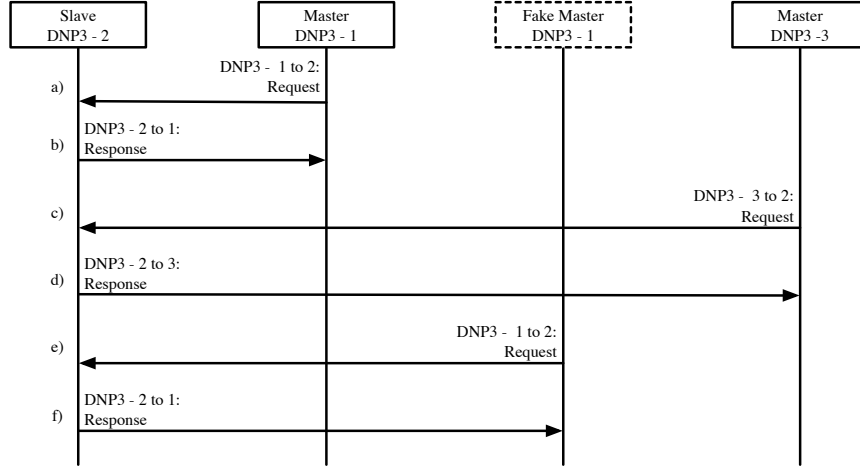 Slave
DNP3 - 2
Master
DNP3 - 1
Fake Master
DNP3 - 1
Master
DNP3 -3
a)
DNP3 - 1 to 2:
Request
b)
DNP3 - 2 to 1:
Response
c)
DNP3 - 3 to 2:
Request
d)
DNP3 - 2 to 3:
Response
e)
DNP3 - 1 to 2:
Request
f)
DNP3 - 2 to 1:
Response